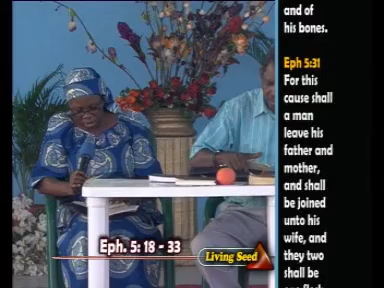 and of
his bones.
Eph 5:31
For this
cause shall
a man
leave his
father and
mother,
and shall
be joined
unto his
wife, and
they two
shall be
Eph. 5: 18 - 33
Living Seed